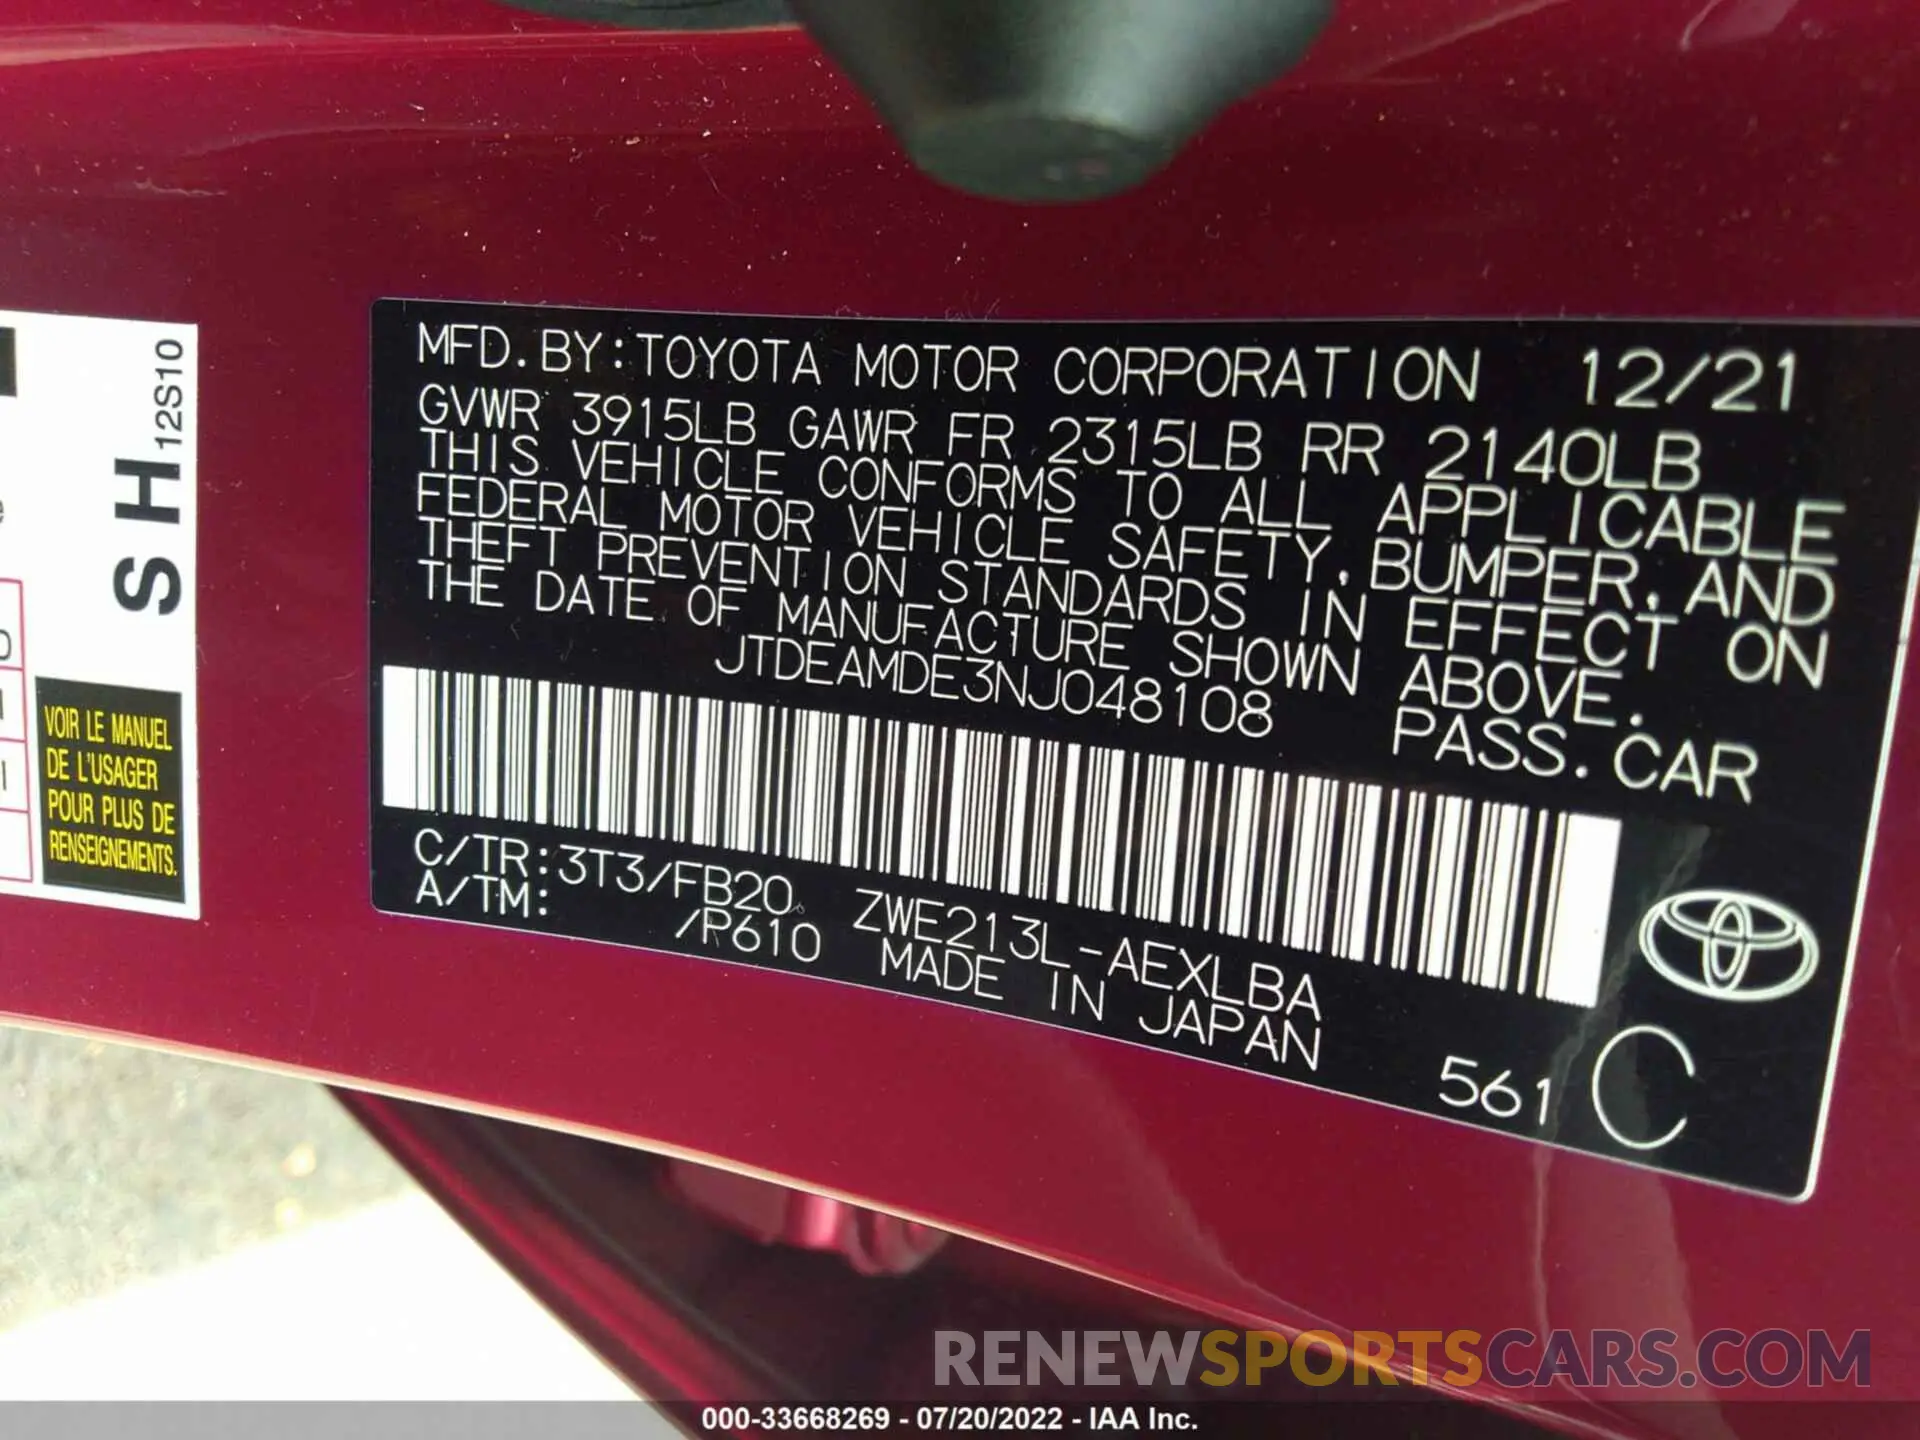 MFD.BY:TOYOTA MOTOR CORPORATION 12/21
GVWR 3915LB GAWR FR 2315LB RR 2140LB
THIS VEHICLE CONFORMS TO ALL APPLICABLE
FEDERAL MOTOR VEHICLE SAFETY, BUMPER, AND
THEFT PREVENTION STANDARDS IN EFFECT ON
THE DATE OF MANUFACTURE SHOWN ABOVE.
JTDEAMDE3NJ048108 PASS.CAR
C/TR:3T3/FB20 ZWE213L-AEXLBA
A/TM: /P610 MADE IN JAPAN
561 C
SH 12S10
VOIR LE MANUEL
DE L'USAGER
POUR PLUS DE
RENSEIGNEMENTS.
RENEWSPORTSCARS.COM
000-33668269 - 07/20/2022 - IAA Inc.